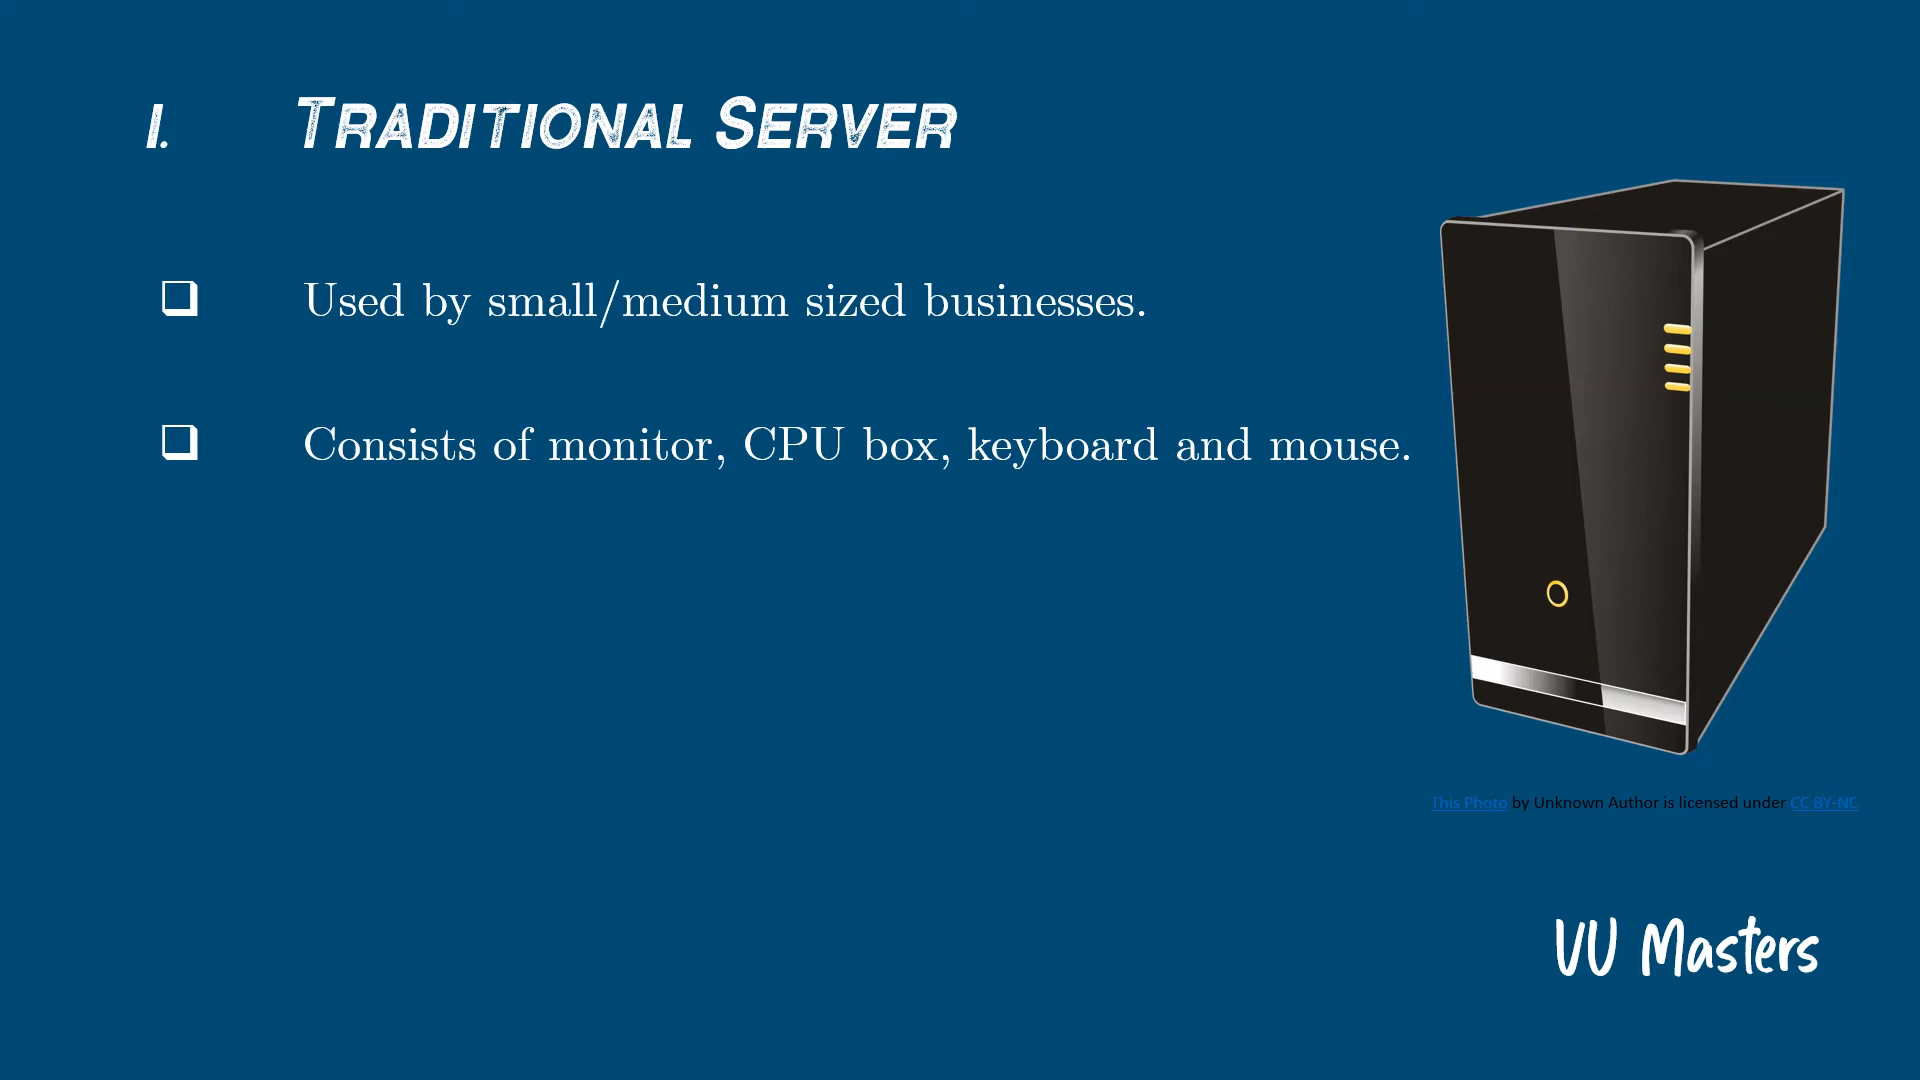 I. Traditional Server
❑ Used by small/medium sized businesses.
❑ Consists of monitor, CPU box, keyboard and mouse.
This Photo by Unknown Author is licensed under CC BY-NC
VU Masters